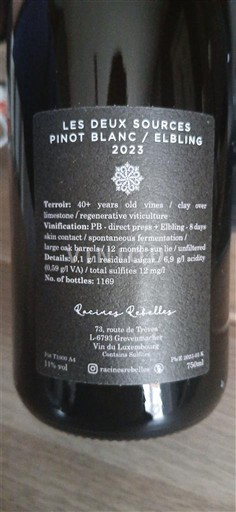 LES DEUX SOURCES
PINOT BLANC / ELBLING
2023
Terroir: 40+ years old vines / clay over
limestone / regenerative viticulture
Vinification: PB - direct press + Elbling - 8 days
skin contact / spontaneous fermentation /
large oak barrels / 12 months sur lie / unfiltered
Details: 0,1 g/l residual sugar / 6,9 g/l acidity
(0,59 g/l VA) / total sulfites 12 mg/l
No. of bottles: 1169
Racines Rebelles
73, route de Trèves
L-6793 Grevenmacher
Vin du Luxembourg
Contains Sulfites
11% vol
racinesrebelles
750ml